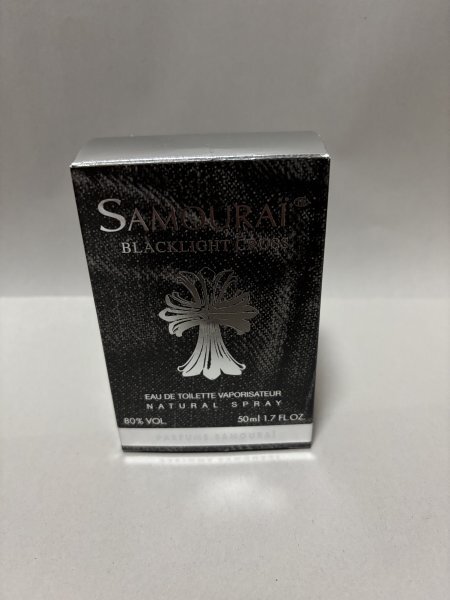 SAMOURAÏ
BLACKLIGHT CROSS
EAU DE TOILETTE VAPORISATEUR
NATURAL SPRAY
80% VOL. 50ml 1.7 FL.OZ.
PARFUMS SAMOURAÏ